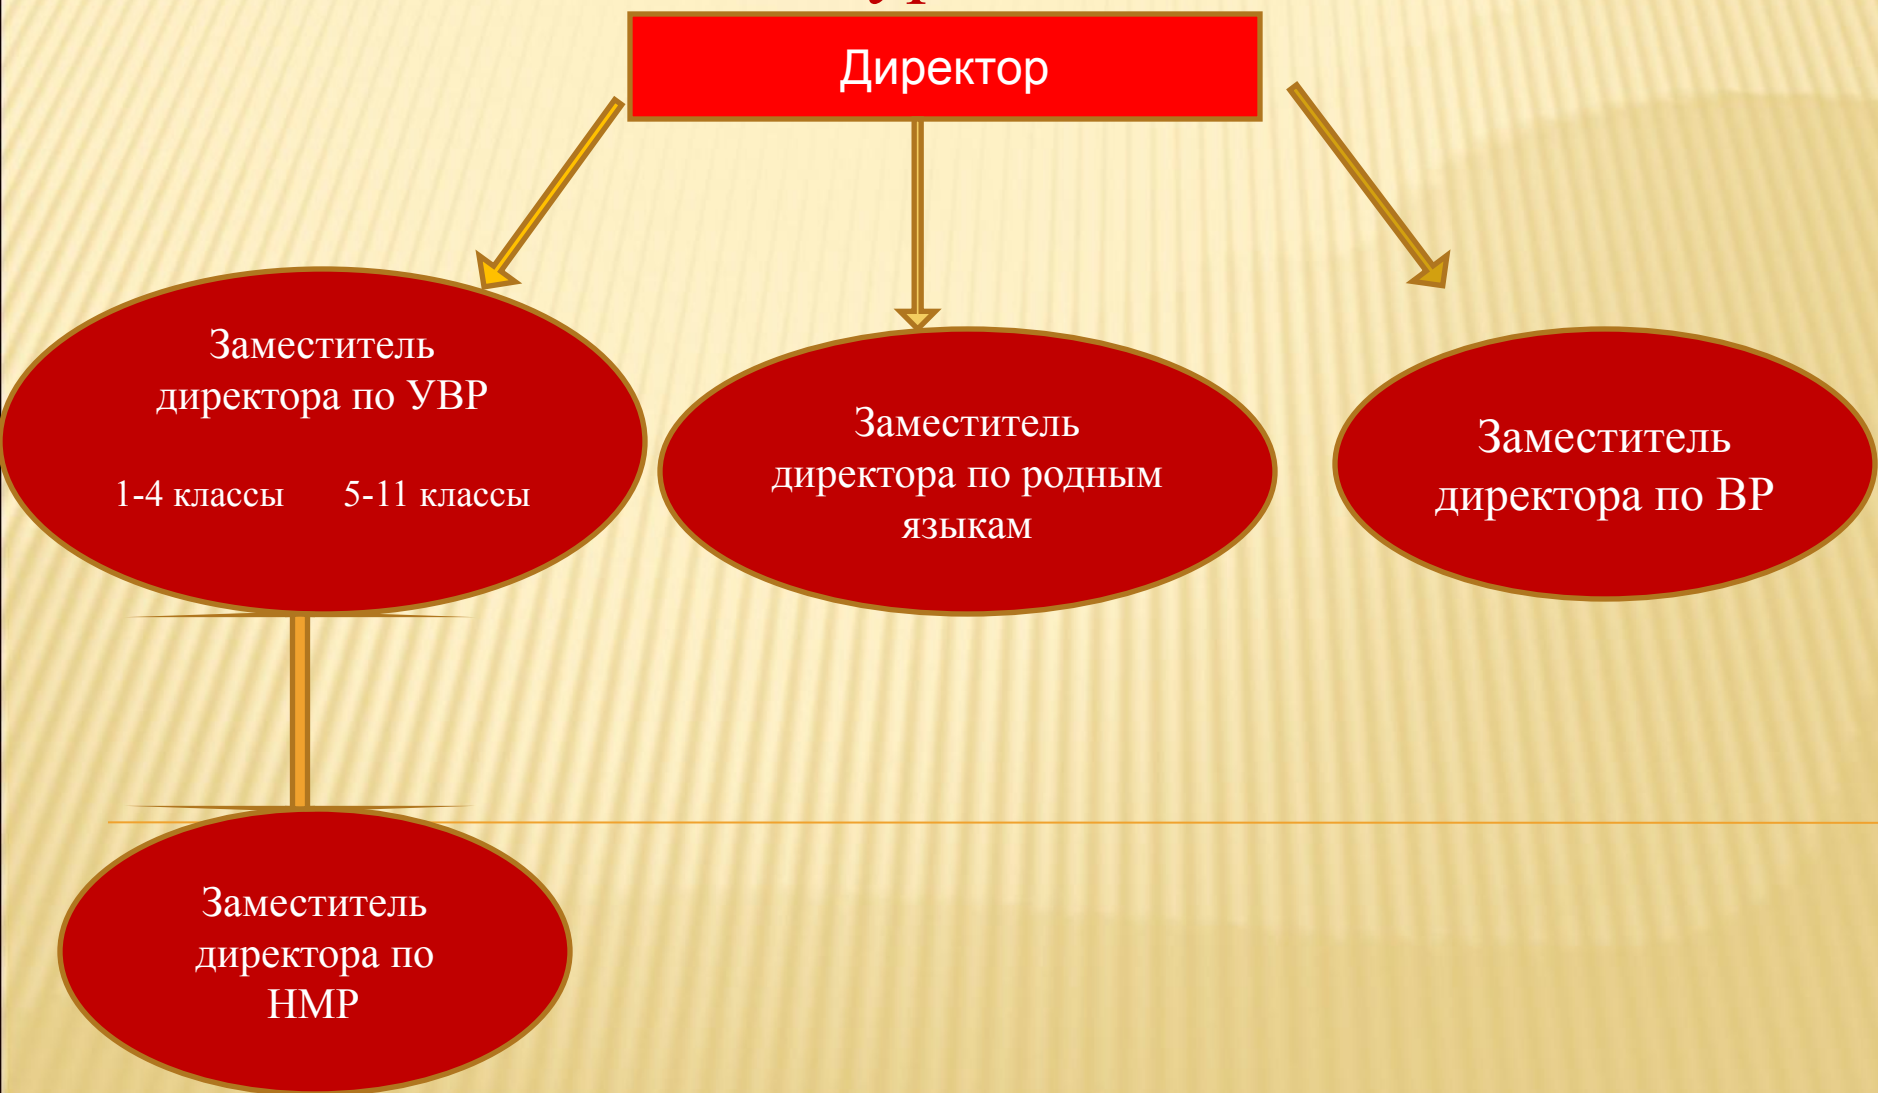 Директор
Заместитель
директора по УВР
1-4 классы 5-11 классы
Заместитель
директора по родным
языкам
Заместитель
директора по ВР
Заместитель
директора по
НМР